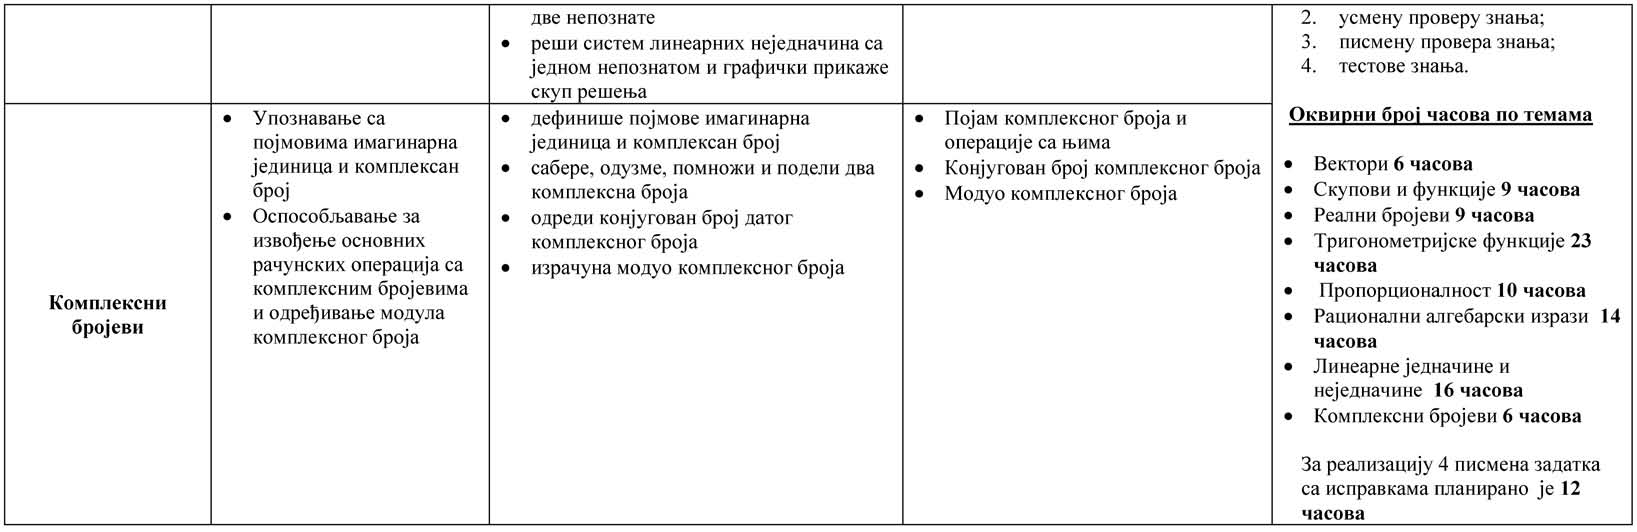 две непознате
• реши систем линеарних неједначина са
једном непознатом и графички прикаже
скуп решења
2. усмену проверу знања;
3. писмену провера знања;
4. тестове знања.
Комплексни
бројеви
• Упознавање са
појмовима имагинарна
јединица и комплексан
број
• Оспособљавање за
извођење основних
рачунских операција са
комплексним бројевима
и одређивање модула
комплексног броја
• дефинише појмове имагинарна
јединица и комплексан број
• сабере, одузме, помножи и подели два
комплексна броја
• одреди конјугован број датог
комплексног броја
• израчуна модуо комплексног броја
• Појам комплексног броја и
операције са њима
• Конјугован број комплексног броја
• Модуо комплексног броја
Оквирни број часова по темама
• Вектори 6 часова
• Скупови и функције 9 часова
• Реални бројеви 9 часова
• Тригонометријске функције 23
часова
• Пропорционалност 10 часова
• Рационални алгебарски изрази 14
часова
• Линеарне једначине и
неједначине 16 часова
• Комплексни бројеви 6 часова
За реализацију 4 писмена задатка
са исправкама планирано је 12
часова